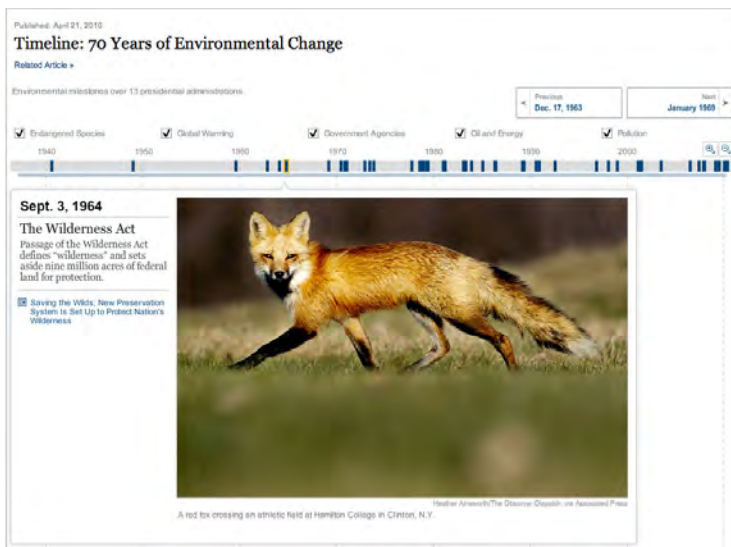 Published: April 21, 2010
Timeline: 70 Years of Environmental Change
Related Article »
Environmental milestones over 13 presidential administrations.
< Previous Dec. 17, 1963
Next January 1969 >
Endangered Species Global Warming Government Agencies Oil and Energy Pollution
1940 1950 1960 1970 1980 1990 2000
Sept. 3, 1964
The Wilderness Act
Passage of the Wilderness Act
defines "wilderness" and sets
aside nine million acres of federal
land for protection.
Saving the Wilds; New Preservation
System Is Set Up to Protect Nation's
Wilderness
Heather Ainsworth/The Observer-Dispatch, via Associated Press
A red fox crossing an athletic field at Hamilton College in Clinton, N.Y.